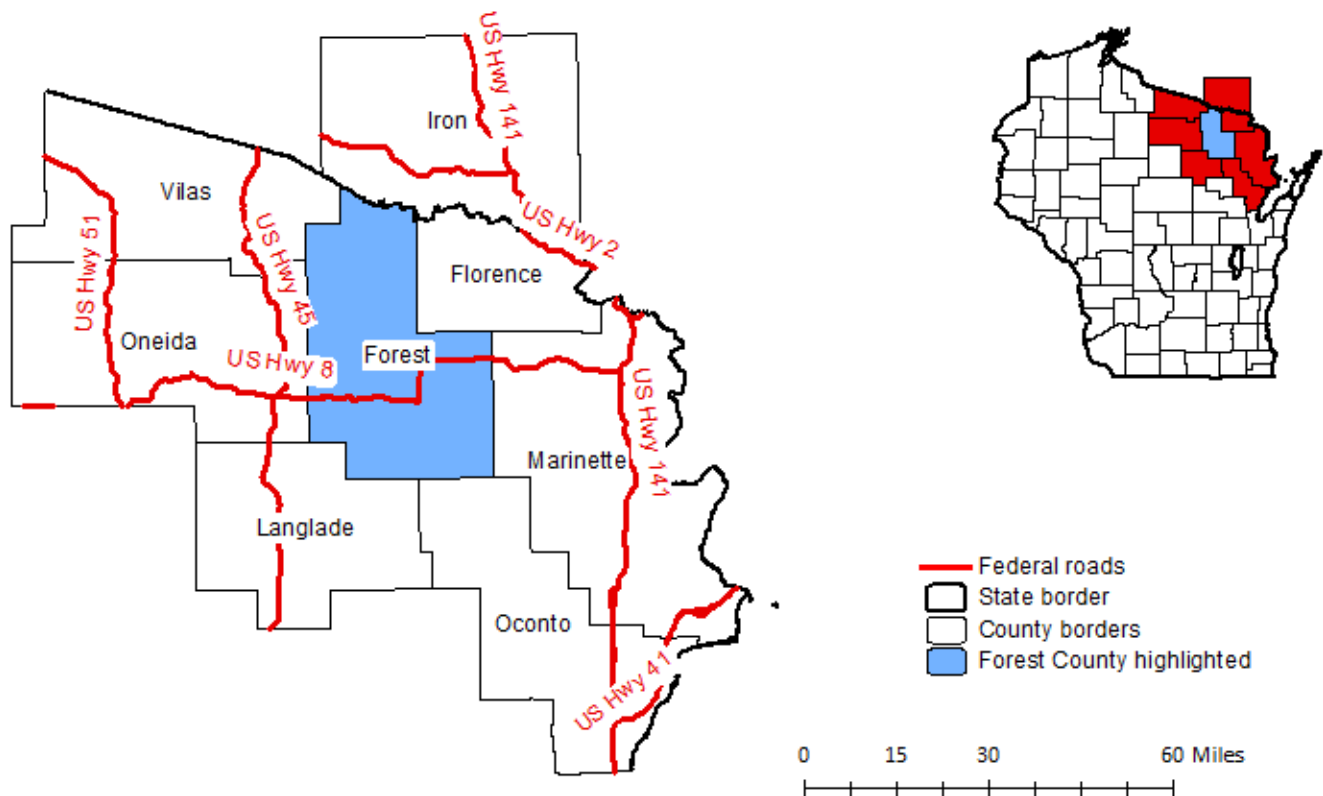 US Hwy 141
Iron
Vilas
US Hwy 2
US Hwy 51
US Hwy 45
Florence
Oneida
US Hwy 8
Forest
US Hwy 141
Marinette
Langlade
Oconto
US Hwy 41
Federal roads
State border
County borders
Forest County highlighted
0 15 30 60 Miles